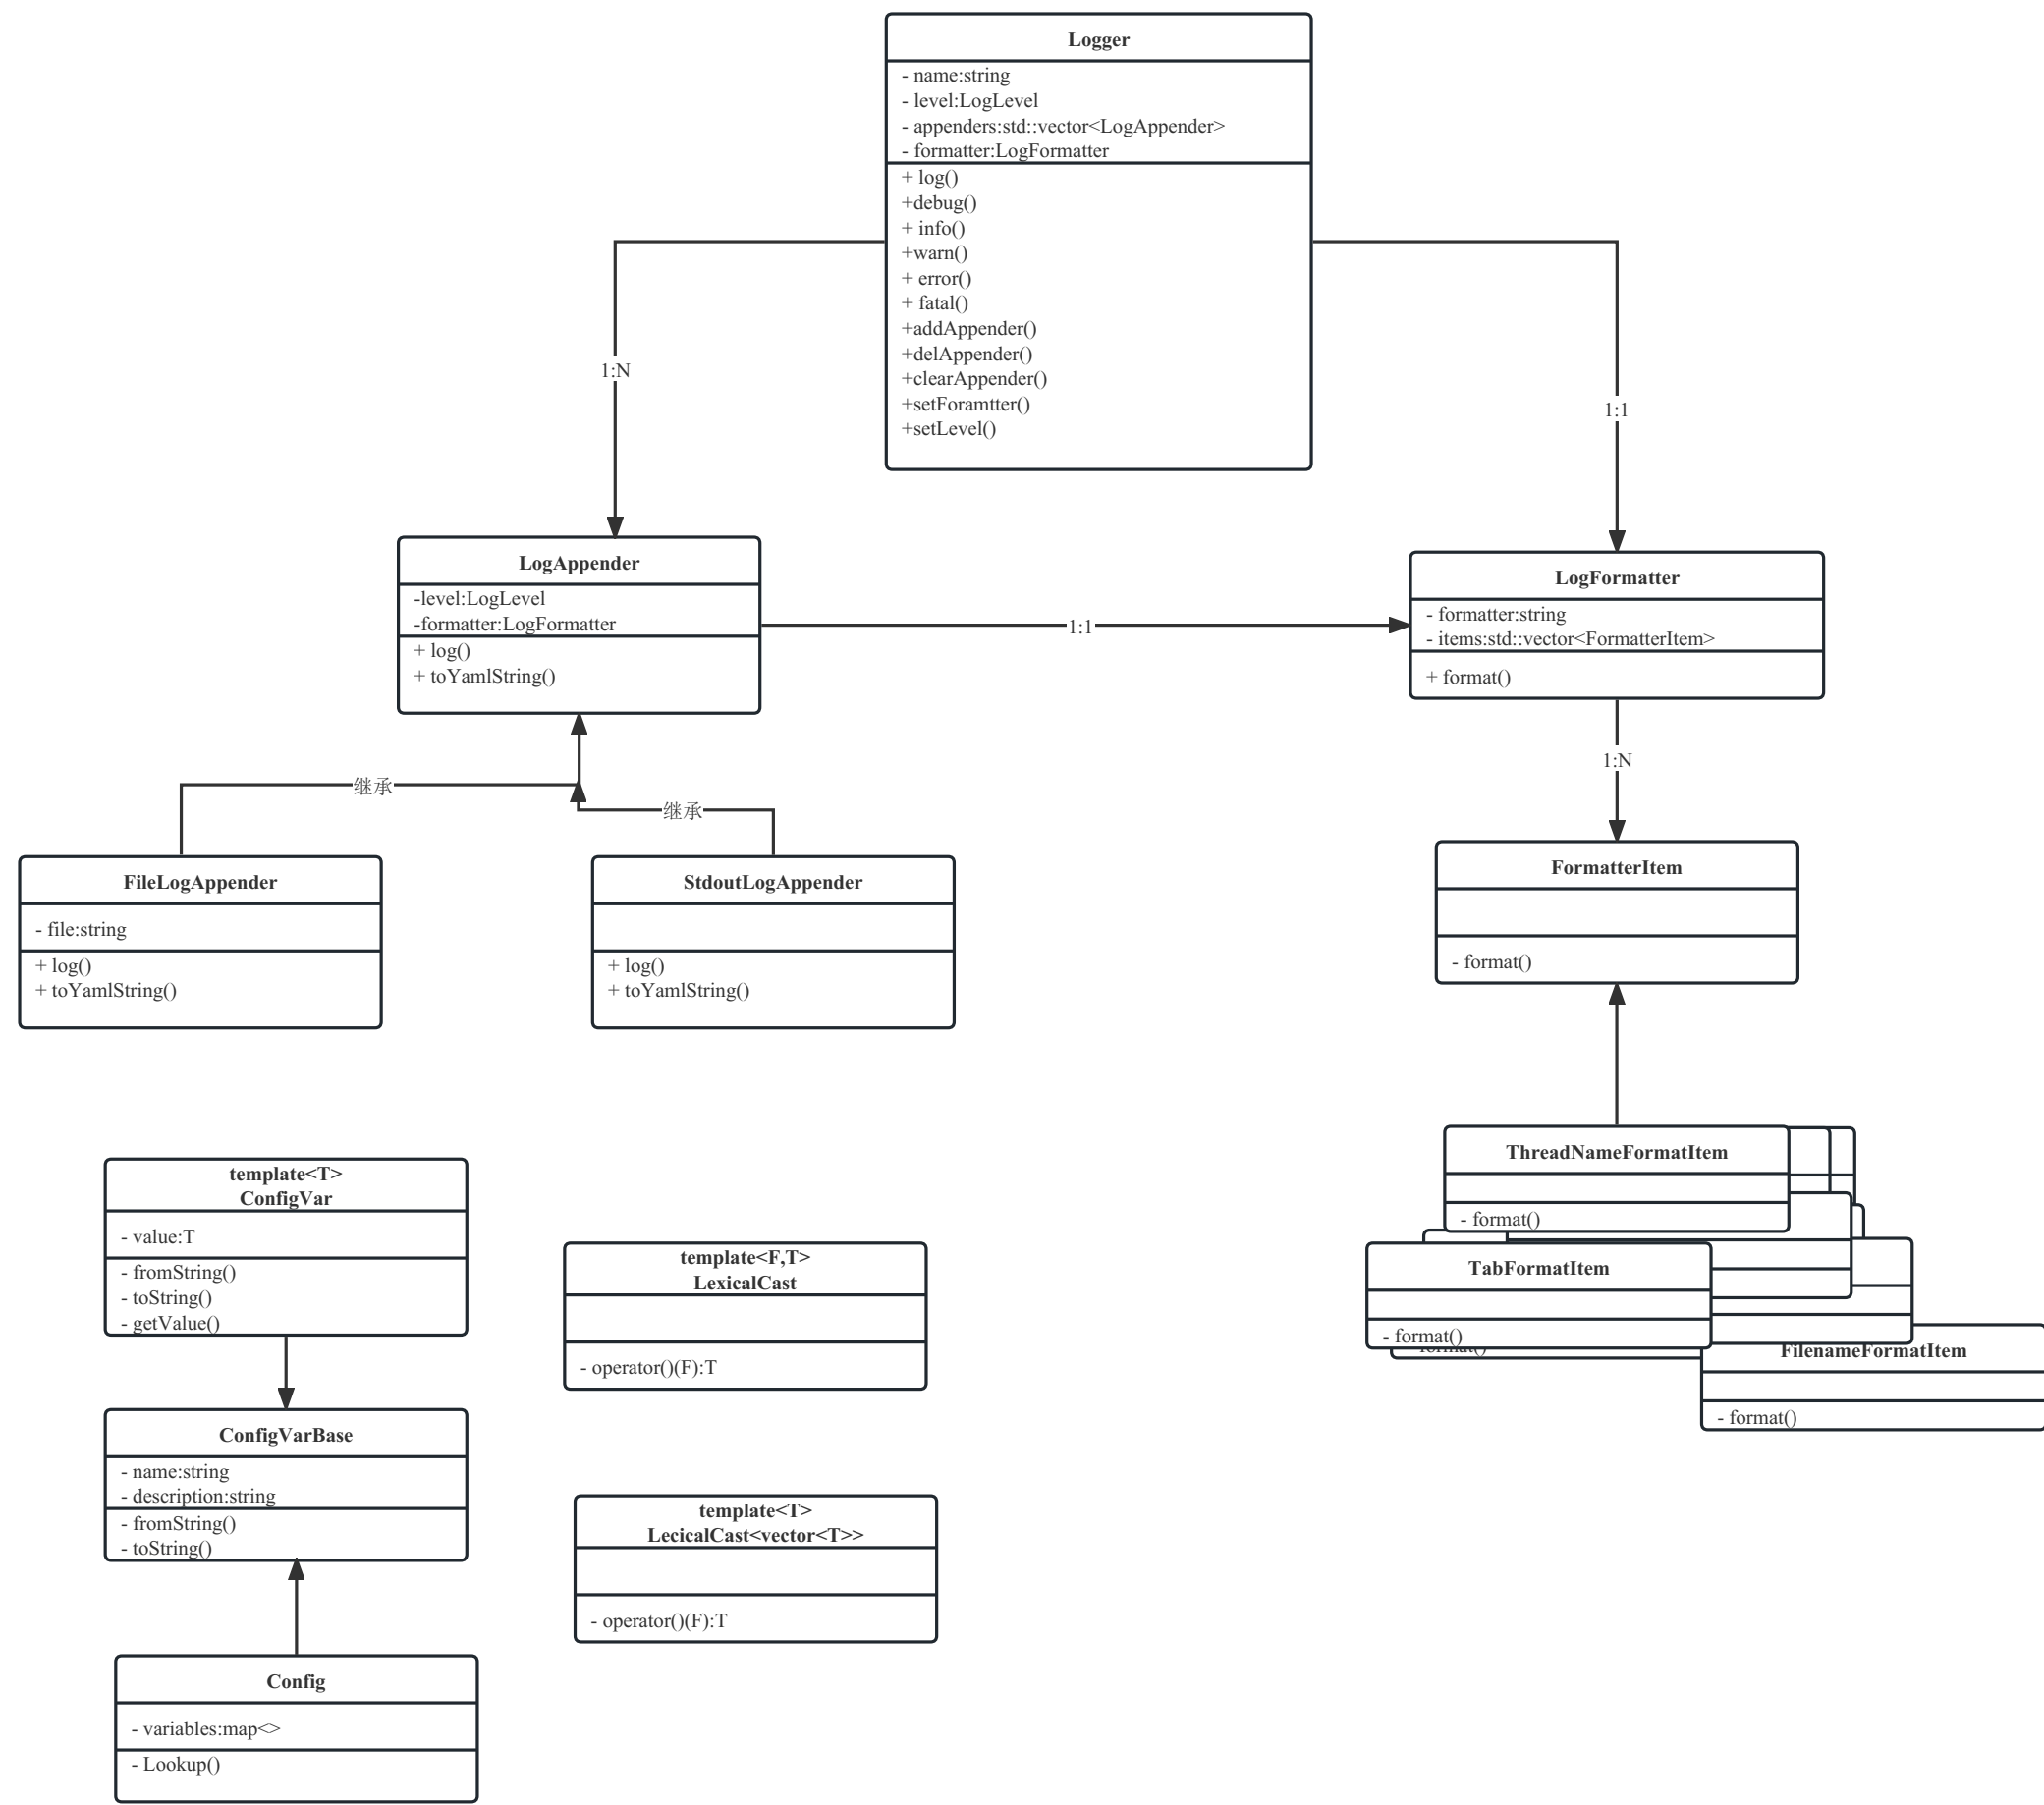 Logger
- name:string
- level:LogLevel
- appenders:std::vector<LogAppender>
- formatter:LogFormatter
+ log()
+debug()
+ info()
+warn()
+ error()
+ fatal()
+addAppender()
+delAppender()
+clearAppender()
+setForamtter()
+setLevel()
1:N
1:1
LogAppender
-level:LogLevel
-formatter:LogFormatter
+ log()
+ toYamlString()
1:1
LogFormatter
- formatter:string
- items:std::vector<FormatterItem>
+ format()
1:N
继承
继承
FileLogAppender
- file:string
+ log()
+ toYamlString()
StdoutLogAppender
+ log()
+ toYamlString()
FormatterItem
- format()
ThreadNameFormatItem
- format()
TabFormatItem
- format()
FilenameFormatItem
- format()
template<T>
ConfigVar
- value:T
- fromString()
- toString()
- getValue()
template<F,T>
LexicalCast
- operator()(F):T
ConfigVarBase
- name:string
- description:string
- fromString()
- toString()
template<T>
LecicalCast<vector<T>>
- operator()(F):T
Config
- variables:map<>
- Lookup()